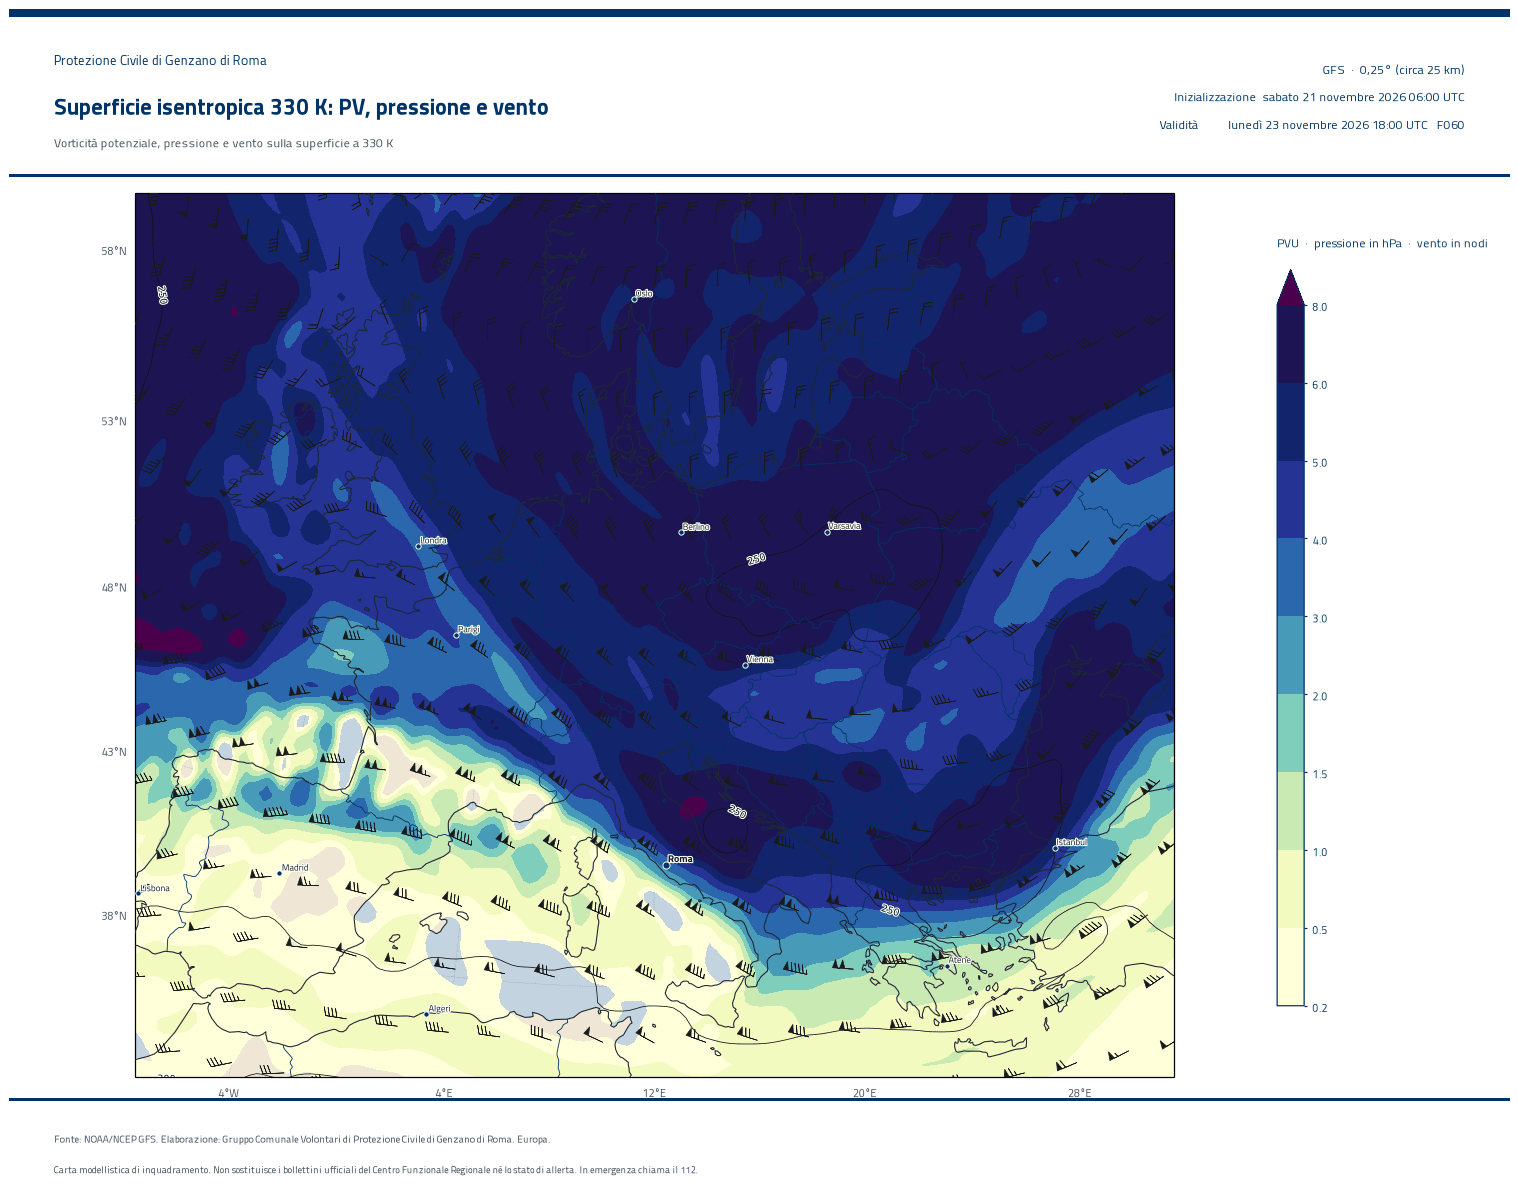 Protezione Civile di Genzano di Roma
Superficie isentropica 330 K: PV, pressione e vento
Vorticità potenziale, pressione e vento sulla superficie a 330 K
GFS · 0,25° (circa 25 km)
Inizializzazione sabato 21 novembre 2026 06:00 UTC
Validità lunedì 23 novembre 2026 18:00 UTC F060
PVU · pressione in hPa · vento in nodi
8.0
6.0
5.0
4.0
3.0
2.0
1.5
1.0
0.5
0.2
58°N
53°N
48°N
43°N
38°N
4°W
4°E
12°E
20°E
28°E
250
Oslo
Berlino
Varsavia
250
Londra
Parigi
Vienna
250
Roma
Istanbul
Madrid
Lisbona
250
Atene
Algeri
Fonte: NOAA/NCEP GFS. Elaborazione: Gruppo Comunale Volontari di Protezione Civile di Genzano di Roma. Europa.
Carta modellistica di inquadramento. Non sostituisce i bollettini ufficiali del Centro Funzionale Regionale né lo stato di allerta. In emergenza chiama il 112.